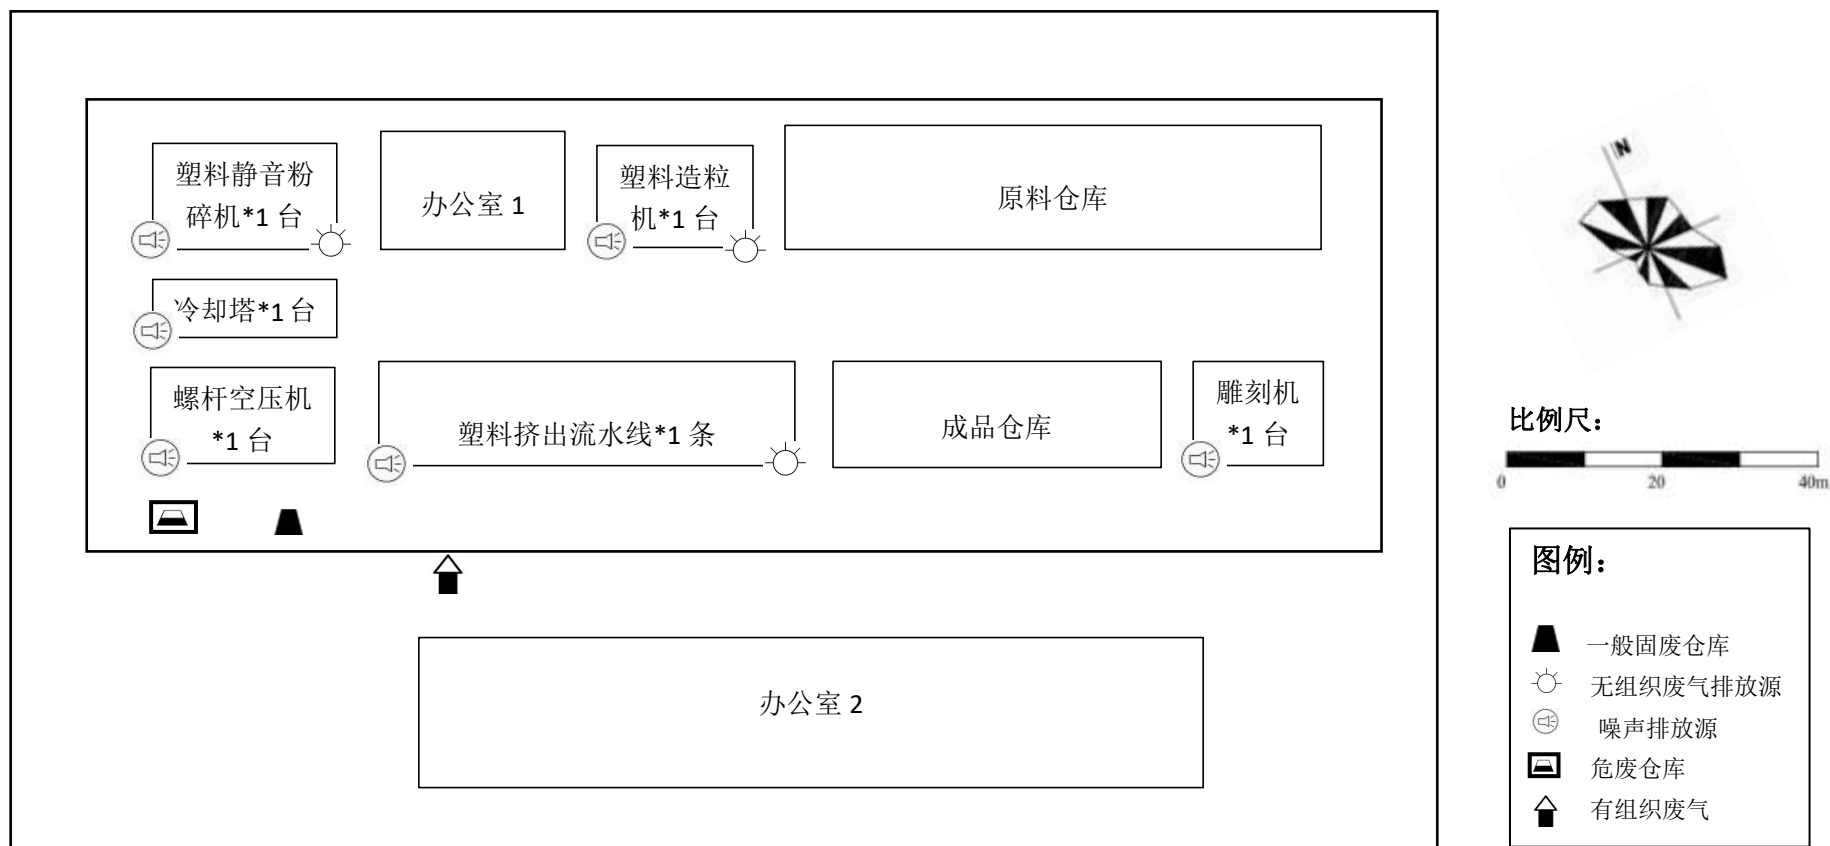 塑料静音粉
碎机*1 台
办公室 1
塑料造粒
机*1 台
原料仓库
冷却塔*1 台
螺杆空压机
*1 台
塑料挤出流水线*1 条
成品仓库
雕刻机
*1 台
办公室 2
N
比例尺：
0 20 40m
图例：
一般固废仓库
无组织废气排放源
噪声排放源
危废仓库
有组织废气